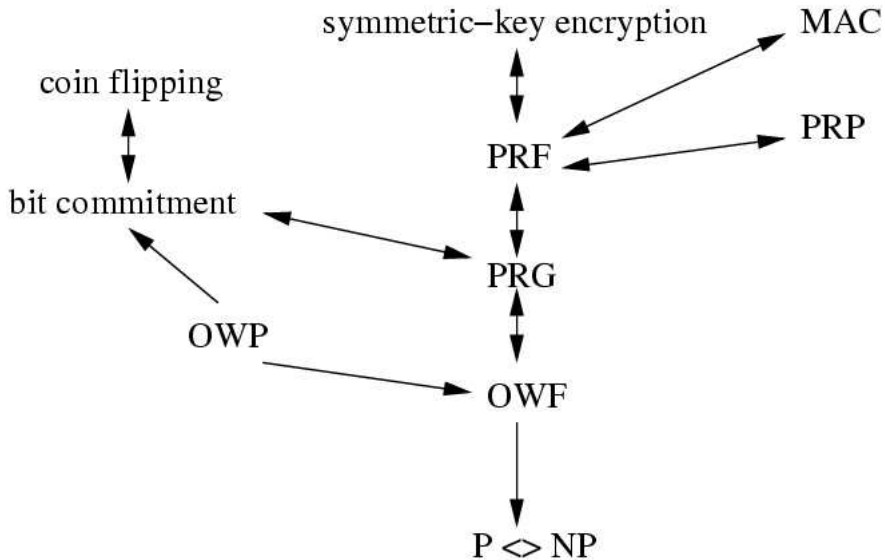 symmetric−key encryption
MAC
coin flipping
PRP
PRF
bit commitment
PRG
OWP
OWF
P <> NP